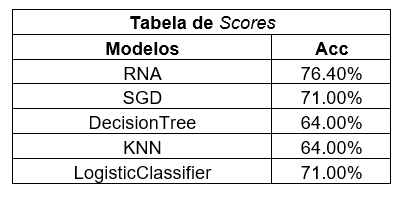 Tabela de Scores
Modelos Acc
RNA 76.40%
SGD 71.00%
DecisionTree 64.00%
KNN 64.00%
LogisticClassifier 71.00%